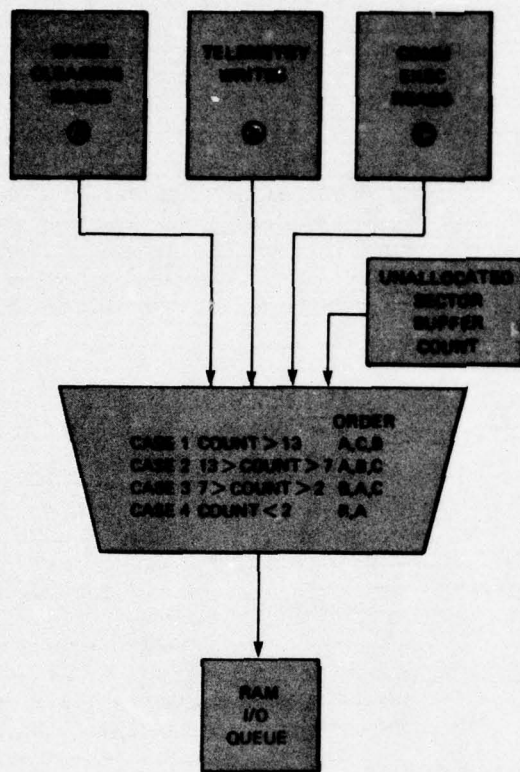 TELEMETRY
WRITES
EXEC
UNALLOCATED
SECTOR
BUFFER
COUNT
ORDER
CASE 1 COUNT > 13 A,C,B
CASE 2 13 > COUNT > 7 A,B,C
CASE 3 7 > COUNT > 2 B,A,C
CASE 4 COUNT < 2 B,A
RAM
I/O
QUEUE